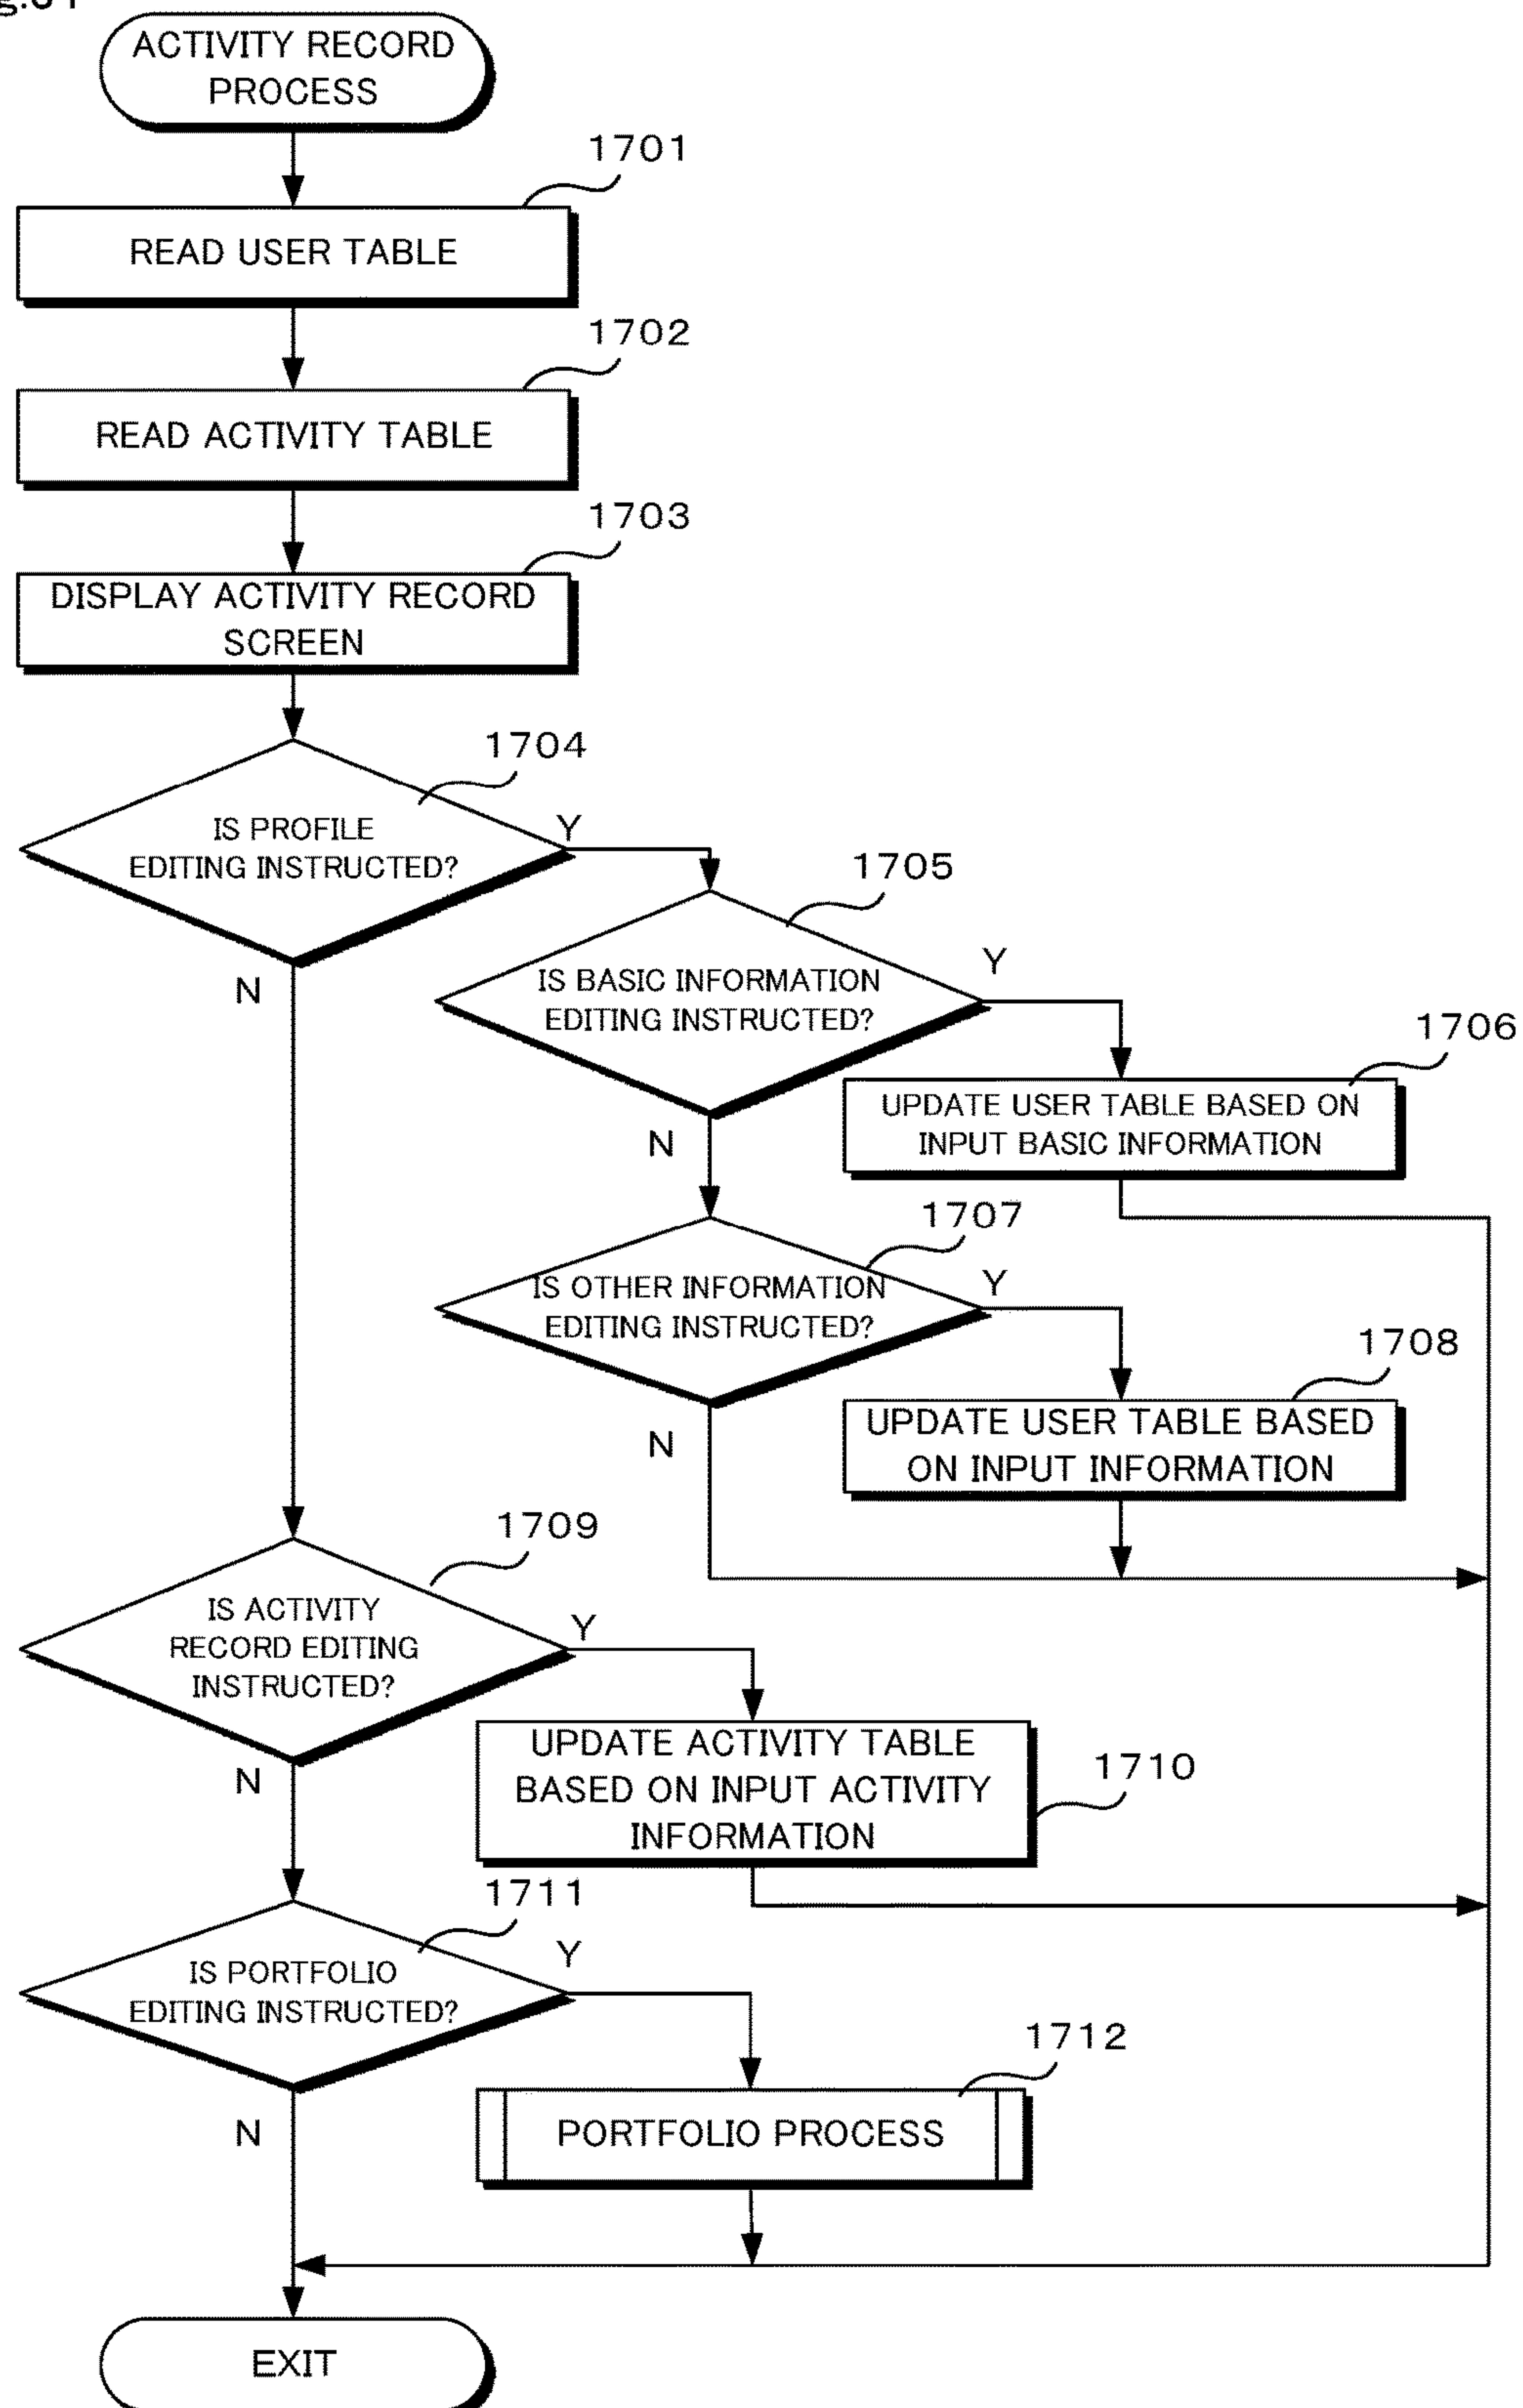 ACTIVITY RECORD
PROCESS
1701
READ USER TABLE
1702
READ ACTIVITY TABLE
1703
DISPLAY ACTIVITY RECORD
SCREEN
1704
IS PROFILE
EDITING INSTRUCTED?
Y
N
1705
IS BASIC INFORMATION
EDITING INSTRUCTED?
Y
N
1706
UPDATE USER TABLE BASED ON
INPUT BASIC INFORMATION
1707
IS OTHER INFORMATION
EDITING INSTRUCTED?
Y
N
1708
UPDATE USER TABLE BASED
ON INPUT INFORMATION
1709
IS ACTIVITY
RECORD EDITING
INSTRUCTED?
Y
N
1710
UPDATE ACTIVITY TABLE
BASED ON INPUT ACTIVITY
INFORMATION
1711
IS PORTFOLIO
EDITING INSTRUCTED?
Y
N
1712
PORTFOLIO PROCESS
EXIT